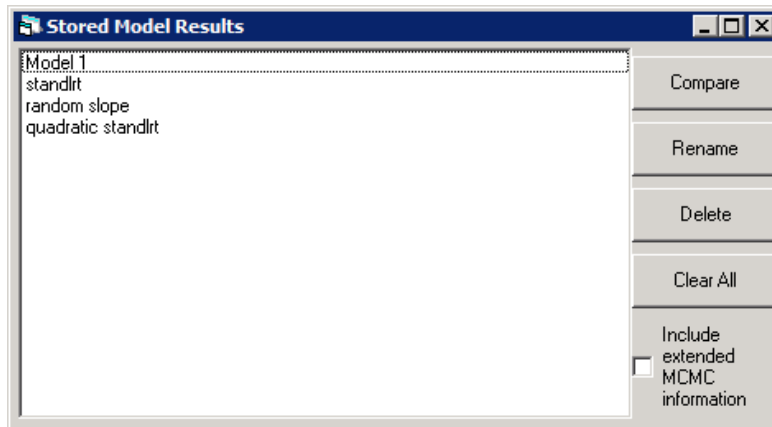 Stored Model Results
Model 1
standlrt
random slope
quadratic standlrt
Compare
Rename
Delete
Clear All
Include
extended
MCMC
information